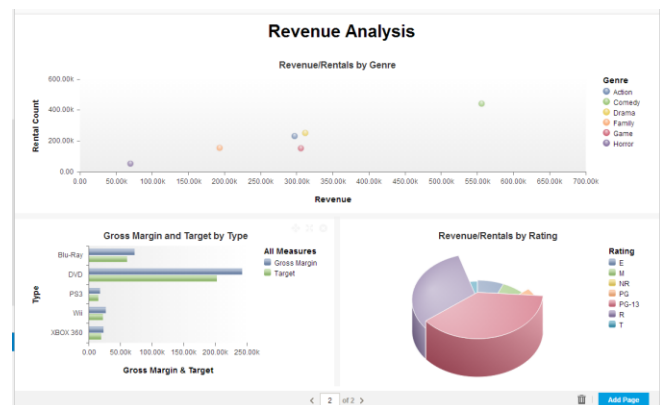 Revenue Analysis
Revenue/Rentals by Genre
Rental Count
600.00k
400.00k
200.00k
0.00
0.00 50.00k 100.00k 150.00k 200.00k 250.00k 300.00k 350.00k 400.00k 450.00k 500.00k 550.00k 600.00k 650.00k 700.00k
Revenue
Genre
Action
Comedy
Drama
Family
Game
Horror
Gross Margin and Target by Type
Type
Blu-Ray
DVD
PS3
Wii
XBOX 360
0.00 50.00k 100.00k 150.00k 200.00k 250.00k
Gross Margin & Target
All Measures
Gross Margin
Target
Revenue/Rentals by Rating
Rating
E
M
NR
PG
PG-13
R
T
< 2 of 2 >
Add Page